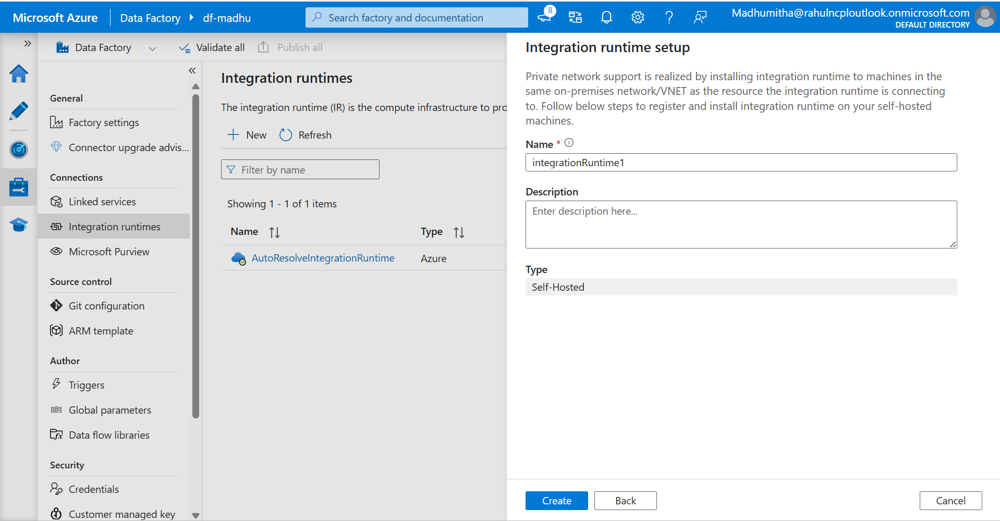 Microsoft Azure
Data Factory
df-madhu
Search factory and documentation
8
Madhumitha@rahulncploutlook.onmicrosoft.com
DEFAULT DIRECTORY
Data Factory
Validate all
Publish all
General
Factory settings
Connector upgrade advis...
Connections
Linked services
Integration runtimes
Microsoft Purview
Source control
Git configuration
ARM template
Author
Triggers
Global parameters
Data flow libraries
Security
Credentials
Customer managed key
Integration runtimes
The integration runtime (IR) is the compute infrastructure to pro
New
Refresh
Filter by name
Showing 1 - 1 of 1 items
Name
Type
AutoResolveIntegrationRuntime
Azure
Integration runtime setup
Private network support is realized by installing integration runtime to machines in the
same on-premises network/VNET as the resource the integration runtime is connecting
to. Follow below steps to register and install integration runtime on your self-hosted
machines.
Name *
integrationRuntime1
Description
Enter description here...
Type
Self-Hosted
Create
Back
Cancel